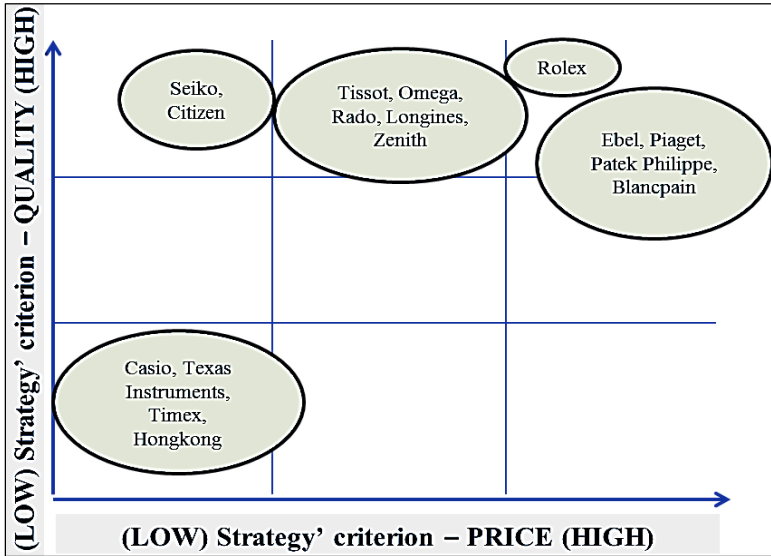 (LOW) Strategy’ criterion – QUALITY (HIGH)
Seiko,
Citizen
Tissot, Omega,
Rado, Longines,
Zenith
Rolex
Ebel, Piaget,
Patek Philippe,
Blancpain
Casio, Texas
Instruments,
Timex,
Hongkong
(LOW) Strategy’ criterion – PRICE (HIGH)